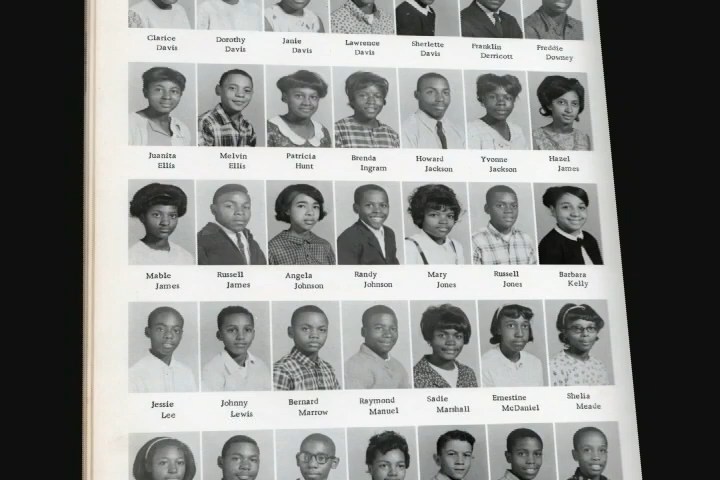 Clarice Dorothy Janie Lawrence Sherlette Franklin Freddie
Davis Davis Davis Davis Davis Derricott Downey
Juanita Melvin Patricia Brenda Howard Yvonne Hazel
Ellis Ellis Hunt Ingram Jackson Jackson James
Mable Russell Angela Randy Mary Russell Barbara
James James Johnson Johnson Jones Jones Kelly
Jessie Johnny Bernard Raymond Sadie Ernestine Shelia
Lee Lewis Marrow Manuel Marshall McDaniel Meade